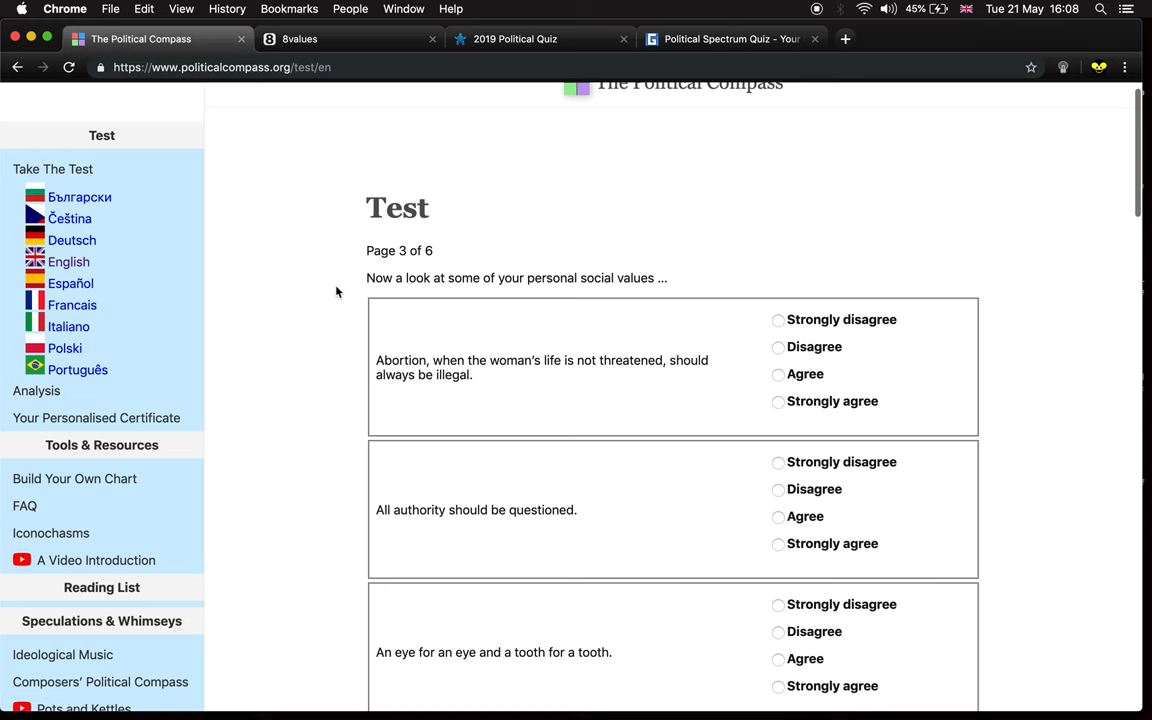 Chrome File Edit View History Bookmarks People Window Help 45% Tue 21 May 16:08
The Political Compass 8values 2019 Political Quiz Political Spectrum Quiz - Your
https://www.politicalcompass.org/test/en
The Political Compass
Test
Take The Test
Български
Čeština
Deutsch
English
Español
Francais
Italiano
Polski
Português
Analysis
Your Personalised Certificate
Tools & Resources
Build Your Own Chart
FAQ
Iconochasms
A Video Introduction
Reading List
Speculations & Whimseys
Ideological Music
Composers' Political Compass
Pots and Kettles
Test
Page 3 of 6
Now a look at some of your personal social values ...
Abortion, when the woman's life is not threatened, should
always be illegal.
Strongly disagree
Disagree
Agree
Strongly agree
All authority should be questioned.
Strongly disagree
Disagree
Agree
Strongly agree
An eye for an eye and a tooth for a tooth.
Strongly disagree
Disagree
Agree
Strongly agree